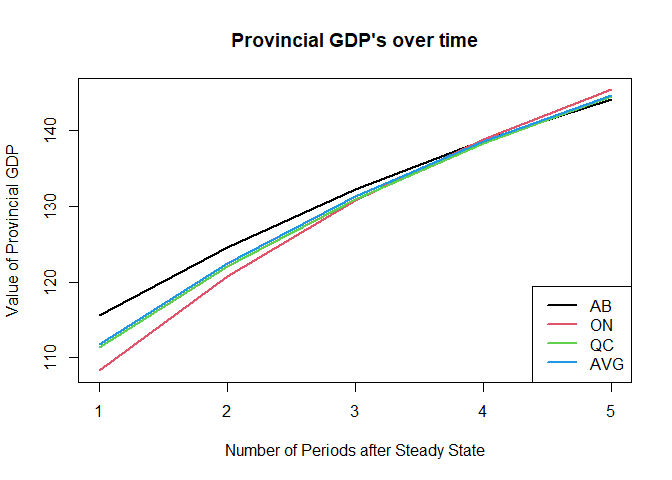 Provincial GDP's over time
Value of Provincial GDP
140
130
120
110
AB
ON
QC
AVG
1 2 3 4 5
Number of Periods after Steady State